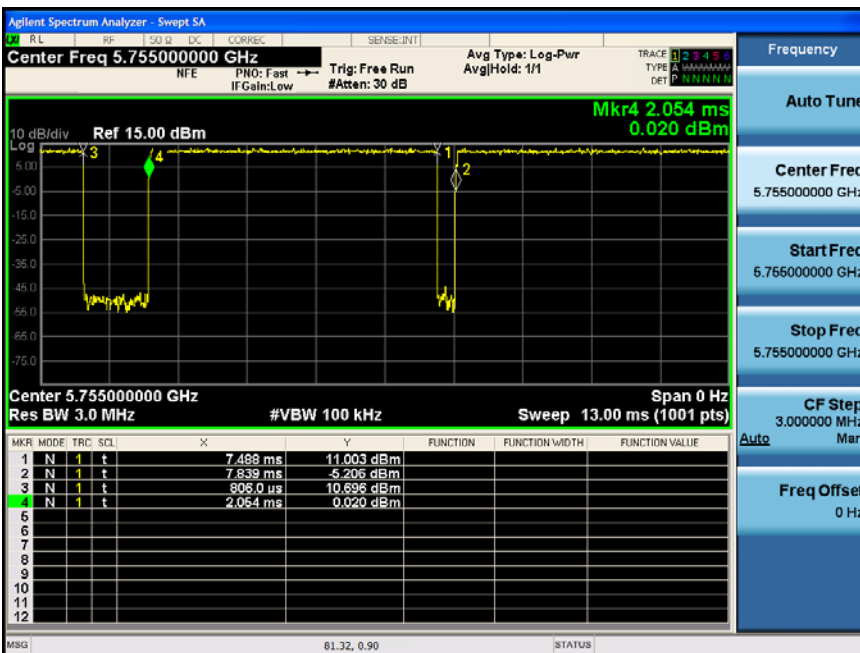 Agilent Spectrum Analyzer - Swept SA
RL RF 50 Ω DC CORREC SENSE:INT
Center Freq 5.755000000 GHz
NFE PNO: Fast IFGain:Low
Trig: Free Run #Atten: 30 dB
Avg Type: Log-Pwr Avg|Hold: 1/1
TRACE 1 2 3 4 5 6
TYPE A WWWWW
DET P N N N N N
Mkr4 2.054 ms
0.020 dBm
10 dB/div Ref 15.00 dBm
Log
5.00
-5.00
-15.0
-25.0
-35.0
-45.0
-55.0
-65.0
-75.0
3
4
1
2
Center 5.755000000 GHz Span 0 Hz
Res BW 3.0 MHz #VBW 100 kHz Sweep 13.00 ms (1001 pts)
MKR MODE TRC SCL X Y FUNCTION FUNCTION WIDTH FUNCTION VALUE
1 N 1 t 7.488 ms 11.003 dBm
2 N 1 t 7.839 ms -5.206 dBm
3 N 1 t 806.0 μs 10.696 dBm
4 N 1 t 2.054 ms 0.020 dBm
5
6
7
8
9
10
11
12
MSG 81.32, 0.90 STATUS
Frequency
Auto Tune
Center Freq
5.755000000 GHz
Start Freq
5.755000000 GHz
Stop Freq
5.755000000 GHz
CF Step
3.000000 MHz
Auto Man
Freq Offset
0 Hz